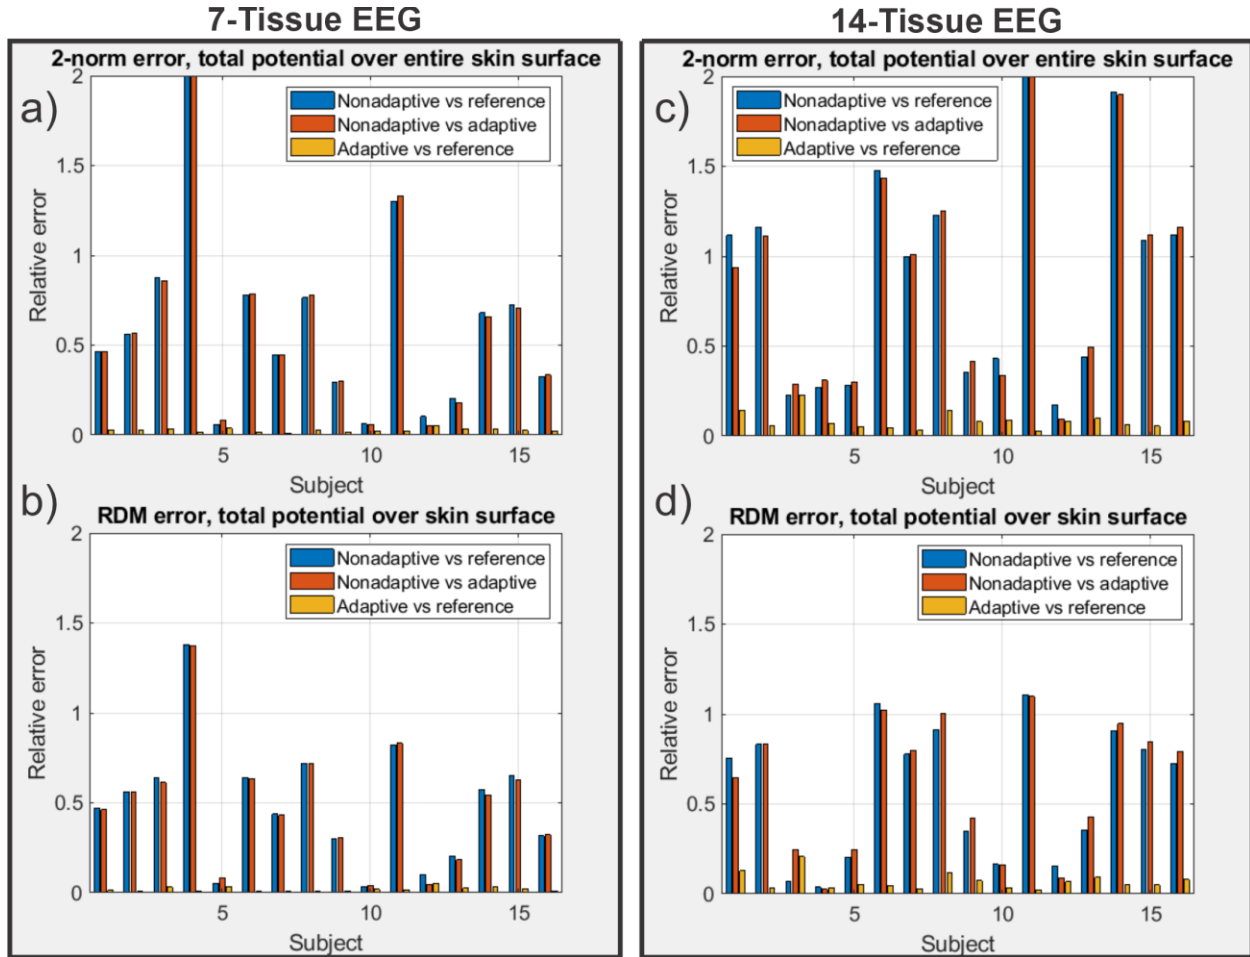 7-Tissue EEG
a)
2-norm error, total potential over entire skin surface
Nonadaptive vs reference
Nonadaptive vs adaptive
Adaptive vs reference
Relative error
2
1.5
1
0.5
0
5
10
15
Subject
b)
RDM error, total potential over skin surface
Nonadaptive vs reference
Nonadaptive vs adaptive
Adaptive vs reference
Relative error
2
1.5
1
0.5
0
5
10
15
Subject
14-Tissue EEG
c)
2-norm error, total potential over entire skin surface
Nonadaptive vs reference
Nonadaptive vs adaptive
Adaptive vs reference
Relative error
2
1.5
1
0.5
0
5
10
15
Subject
d)
RDM error, total potential over skin surface
Nonadaptive vs reference
Nonadaptive vs adaptive
Adaptive vs reference
Relative error
2
1.5
1
0.5
0
5
10
15
Subject